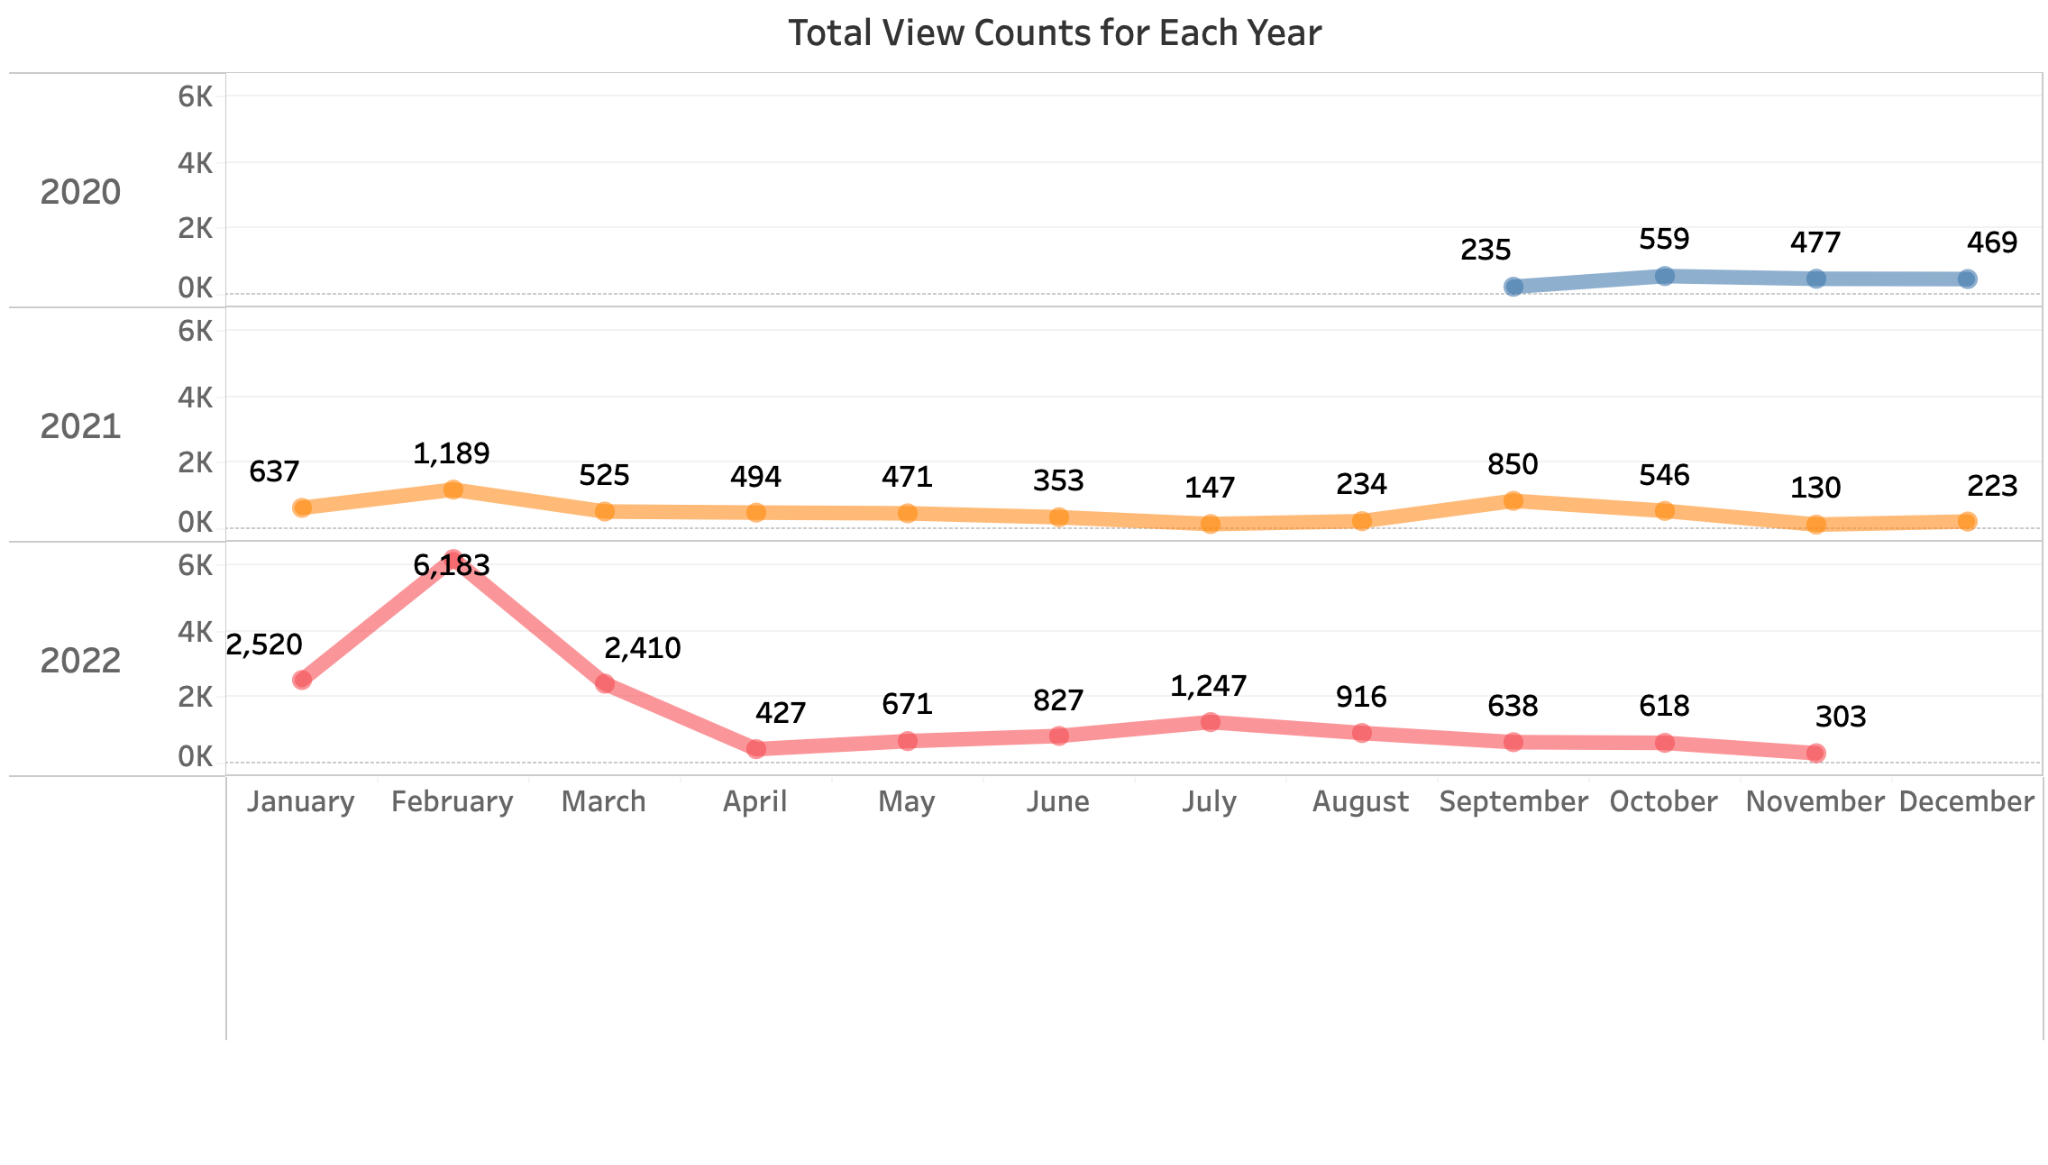 Total View Counts for Each Year
6K
4K
2020
2K
235 559 477 469
0K
6K
4K
2021
2K
637 1,189 525 494 471 353 147 234 850 546 130 223
0K
6K
6,183
4K
2022
2,520 2,410
2K
427 671 827 1,247 916 638 618 303
0K
January February March April May June July August September October November December